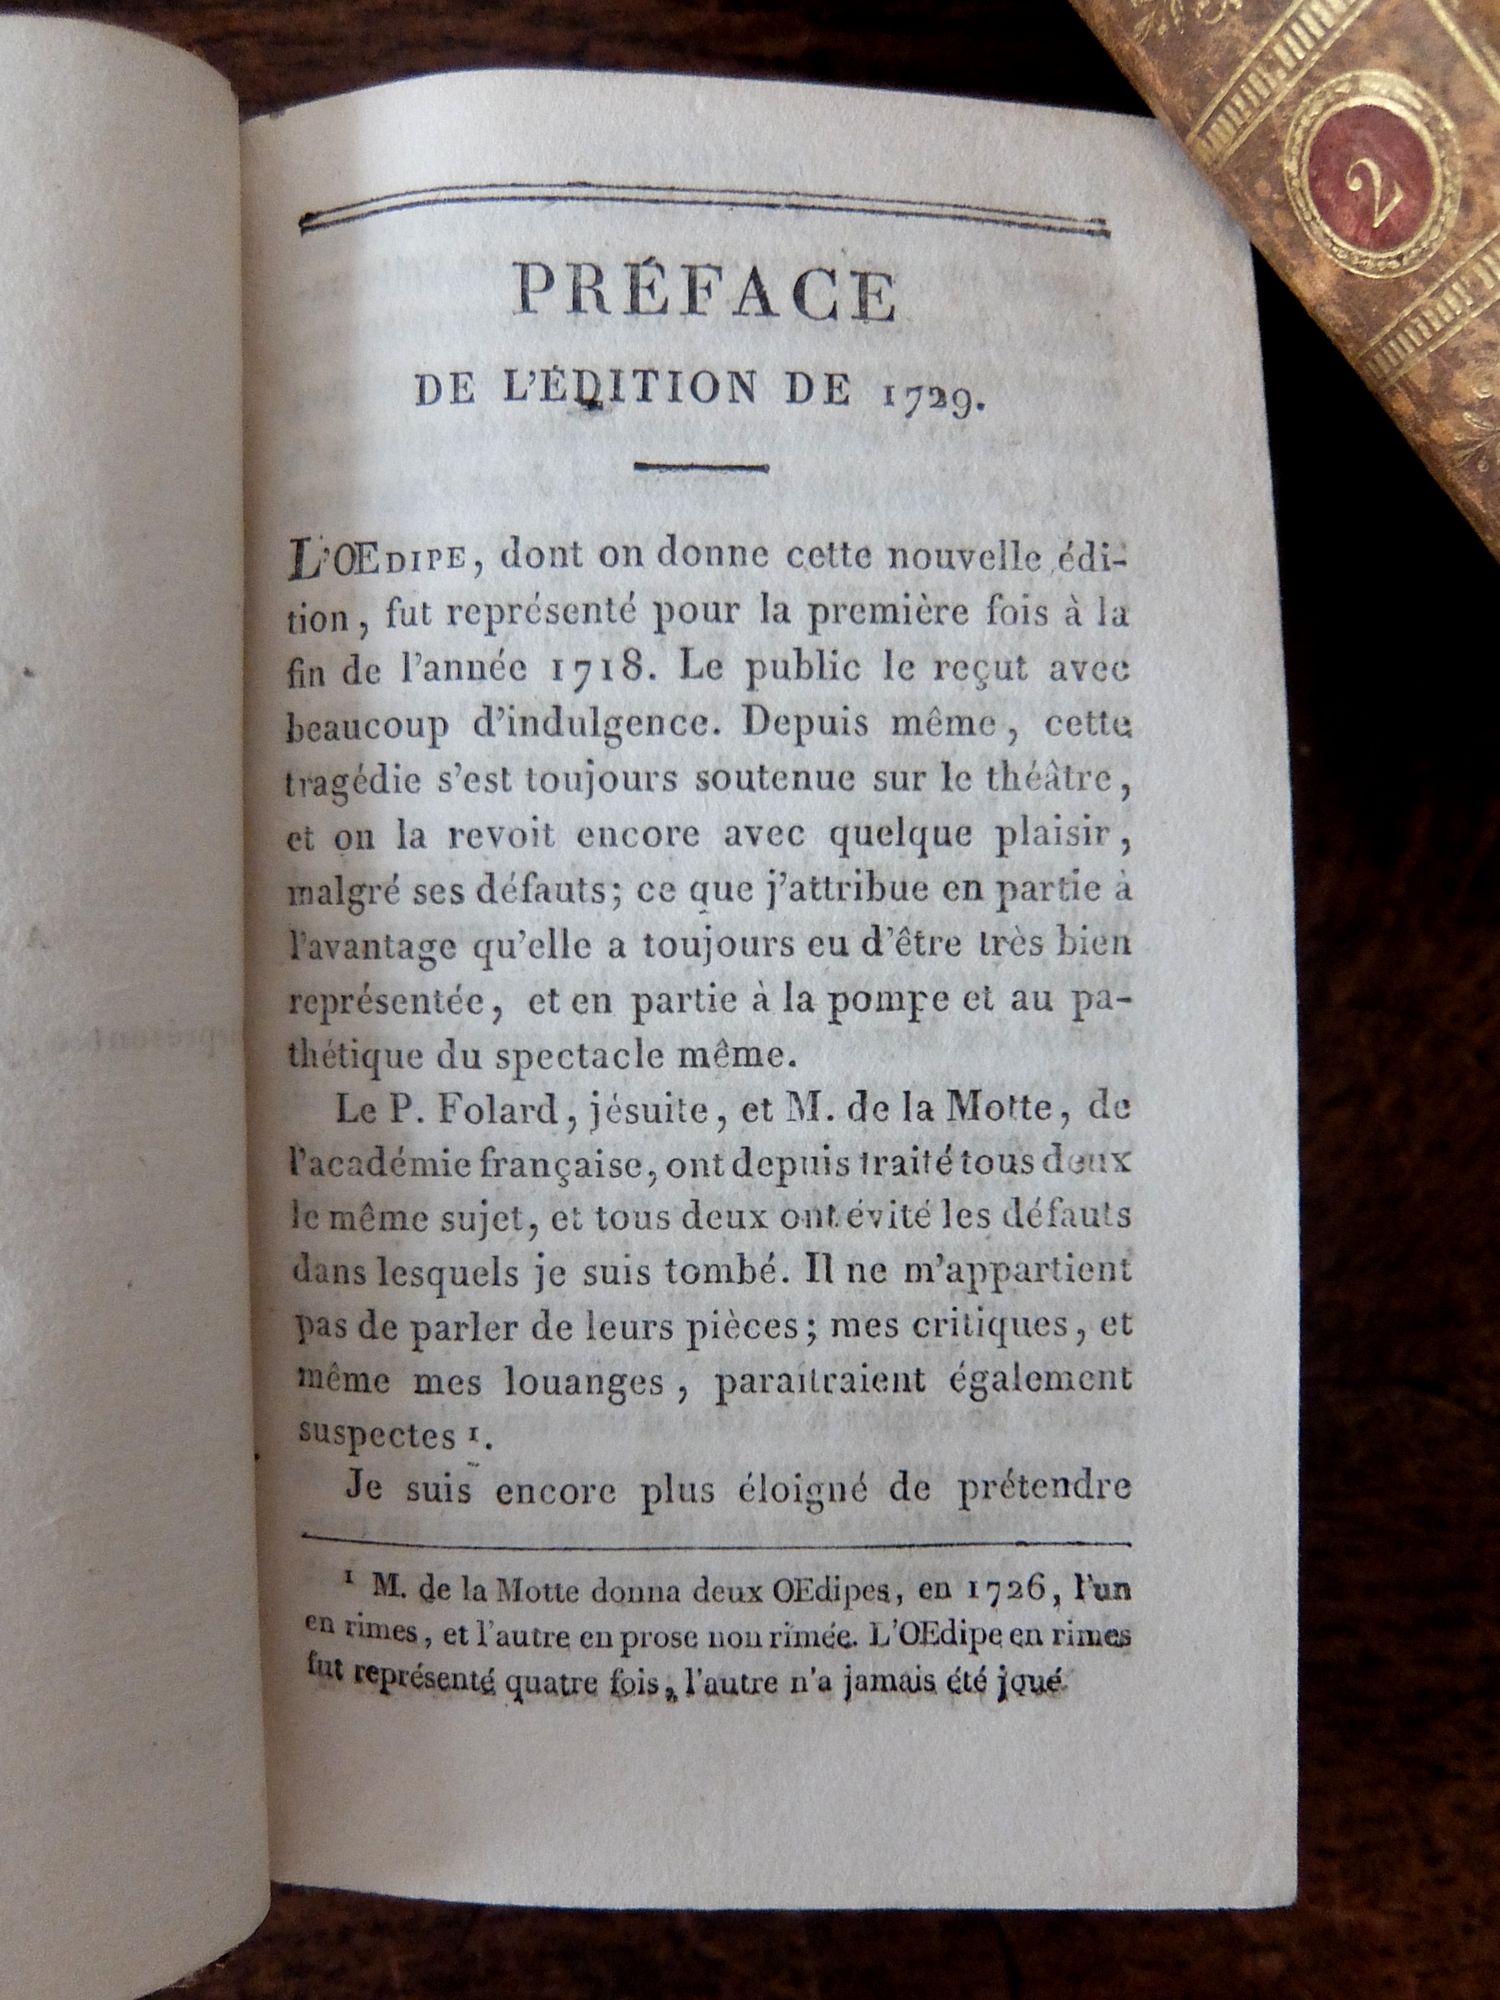 2
PRÉFACE
DE L'ÉDITION DE 1729.
L'OEDIPE, dont on donne cette nouvelle édi-
tion, fut représenté pour la première fois à la
fin de l'année 1718. Le public le reçut avec
beaucoup d'indulgence. Depuis même, cette
tragédie s'est toujours soutenue sur le théâtre,
et on la revoit encore avec quelque plaisir,
malgré ses défauts; ce que j'attribue en partie à
l'avantage qu'elle a toujours eu d'être très bien
représentée, et en partie à la pompe et au pa-
thétique du spectacle même.
Le P. Folard, jésuite, et M. de la Motte, de
l'académie française, ont depuis traité tous deux
le même sujet, et tous deux ont évité les défauts
dans lesquels je suis tombé. Il ne m'appartient
pas de parler de leurs pièces; mes critiques, et
même mes louanges, paraîtraient également
suspectes 1.
Je suis encore plus éloigné de prétendre
1 M. de la Motte donna deux OEdipes, en 1726, l'un
en rimes, et l'autre en prose non rimée. L'OEdipe en rimes
fut représenté quatre fois, l'autre n'a jamais été joué